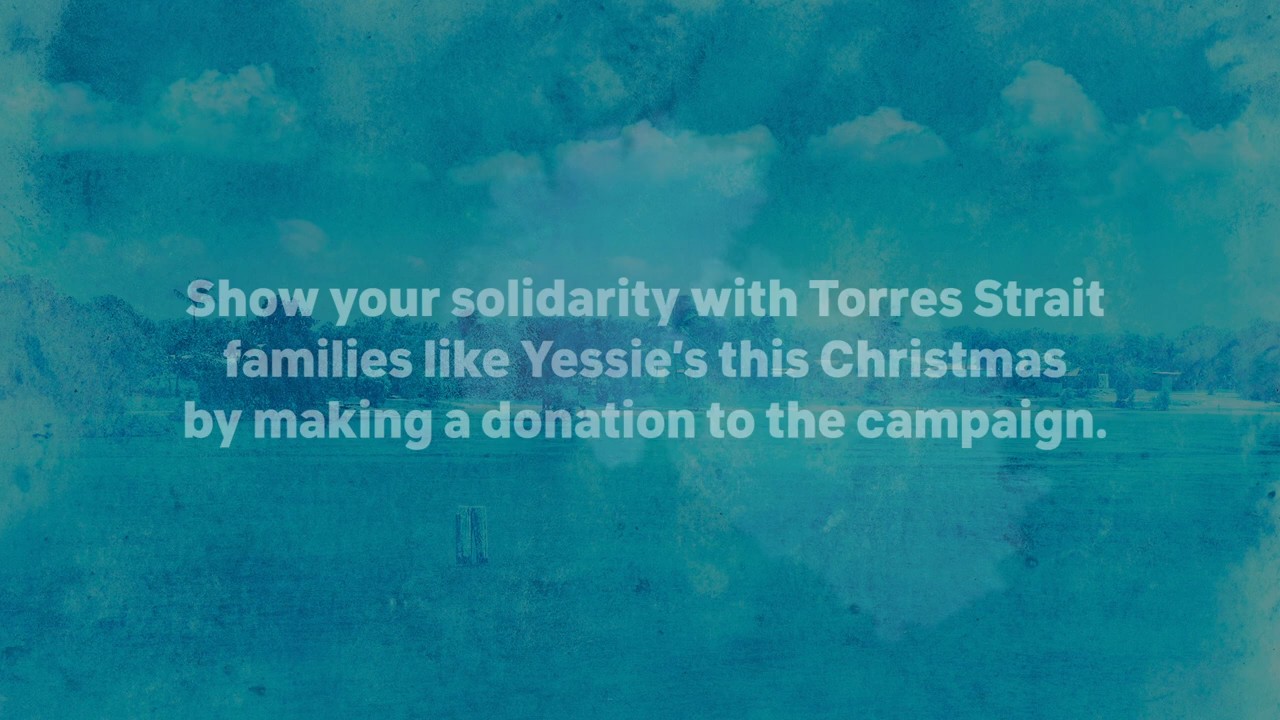 Show your solidarity with Torres Strait
families like Yessie's this Christmas
by making a donation to the campaign.